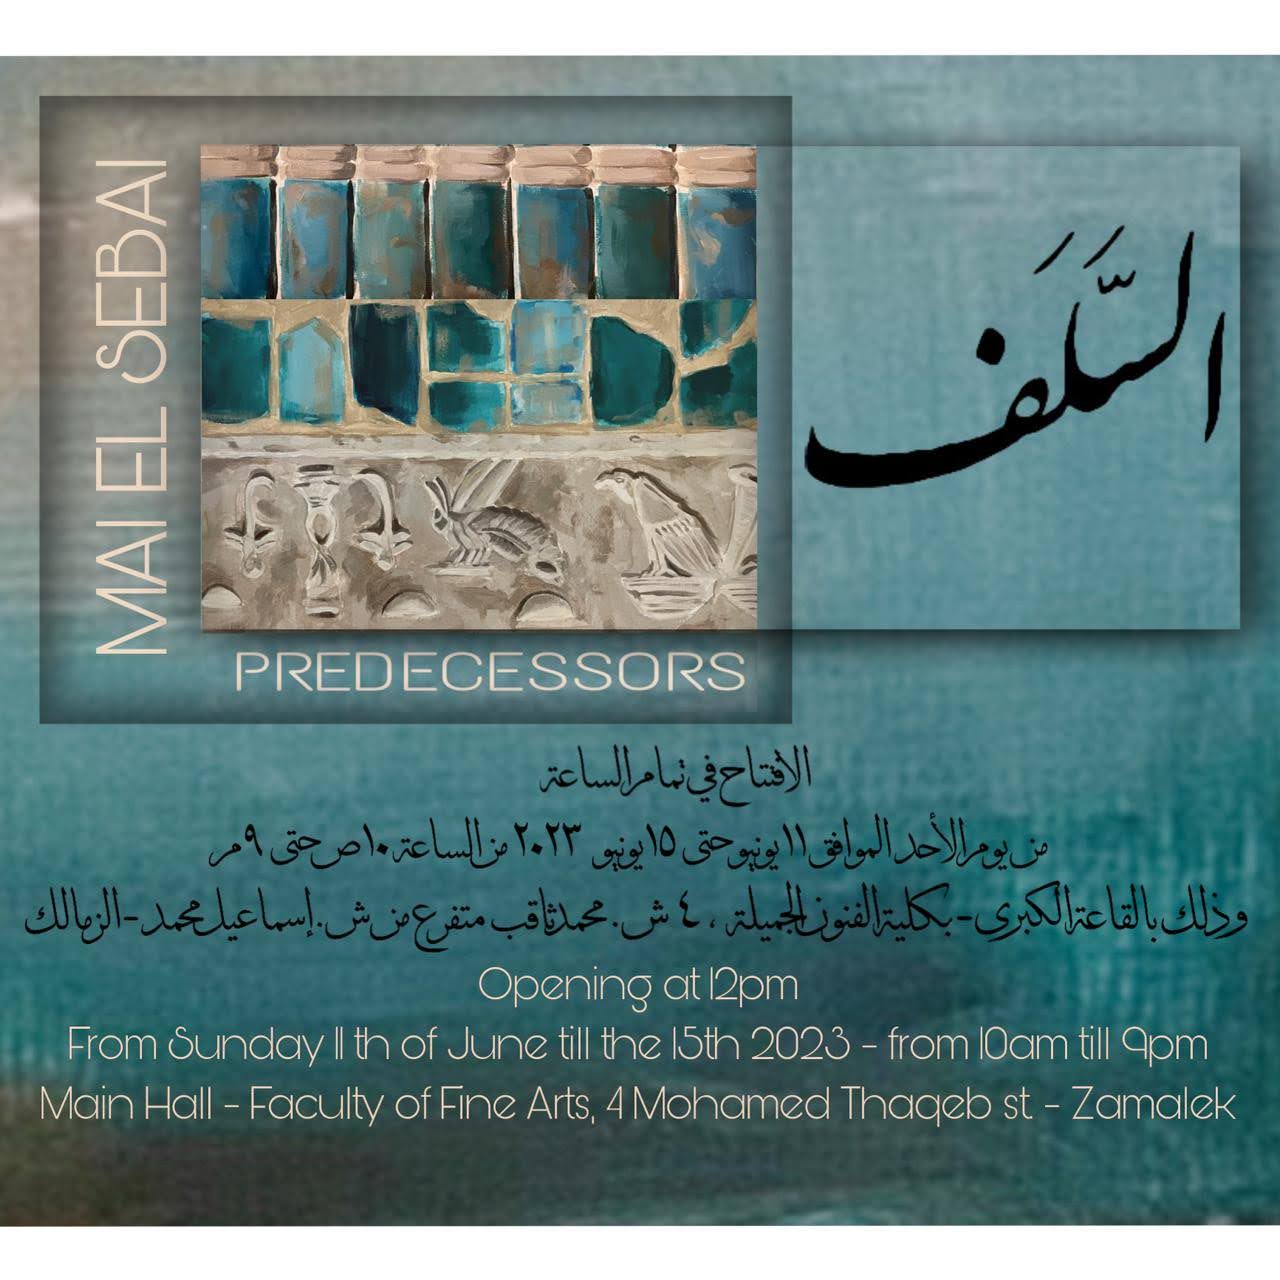 MAI EL SEBAI
السَّلَف
PREDECESSORS
الافتتاح في تمام الساعة
من يوم الأحد الموافق ١١ يونيو حتى ١٥ يونيو ٢٠٢٣ من الساعة ١٠ ص حتى ٩ م
وذلك بالقاعة الكبرى - بكلية الفنون الجميلة ، ٤ ش. محمد ثاقب متفرع من ش. إسماعيل محمد - الزمالك
Opening at 12pm
From Sunday 11 th of June till the 15th 2023 - from 10am till 9pm
Main Hall - Faculty of Fine Arts, 4 Mohamed Thaqeb st. - Zamalek